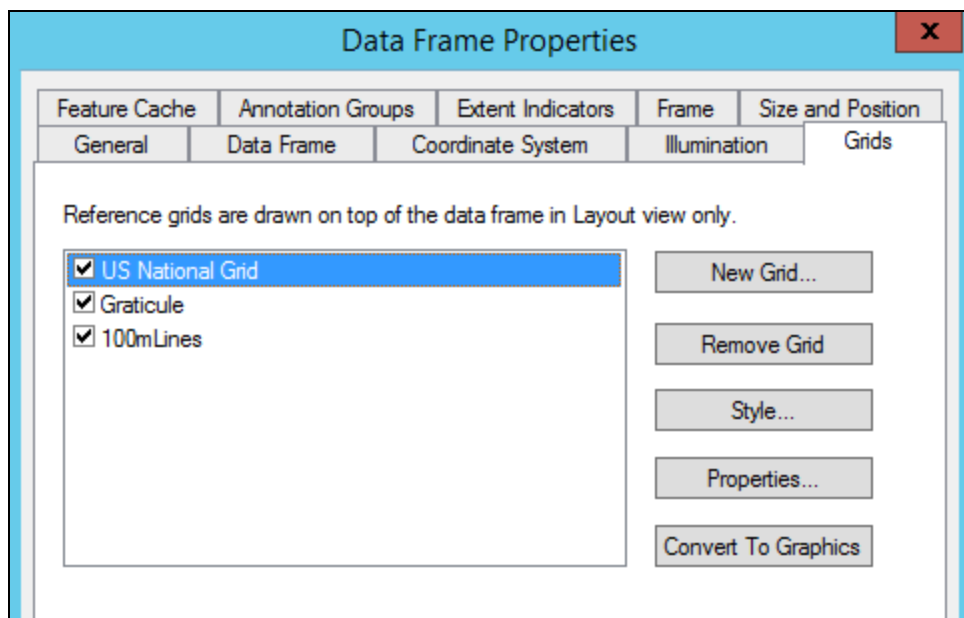 Data Frame Properties
x
Feature Cache Annotation Groups Extent Indicators Frame Size and Position
General Data Frame Coordinate System Illumination Grids
Reference grids are drawn on top of the data frame in Layout view only.
US National Grid
Graticule
100mLines
New Grid...
Remove Grid
Style...
Properties...
Convert To Graphics